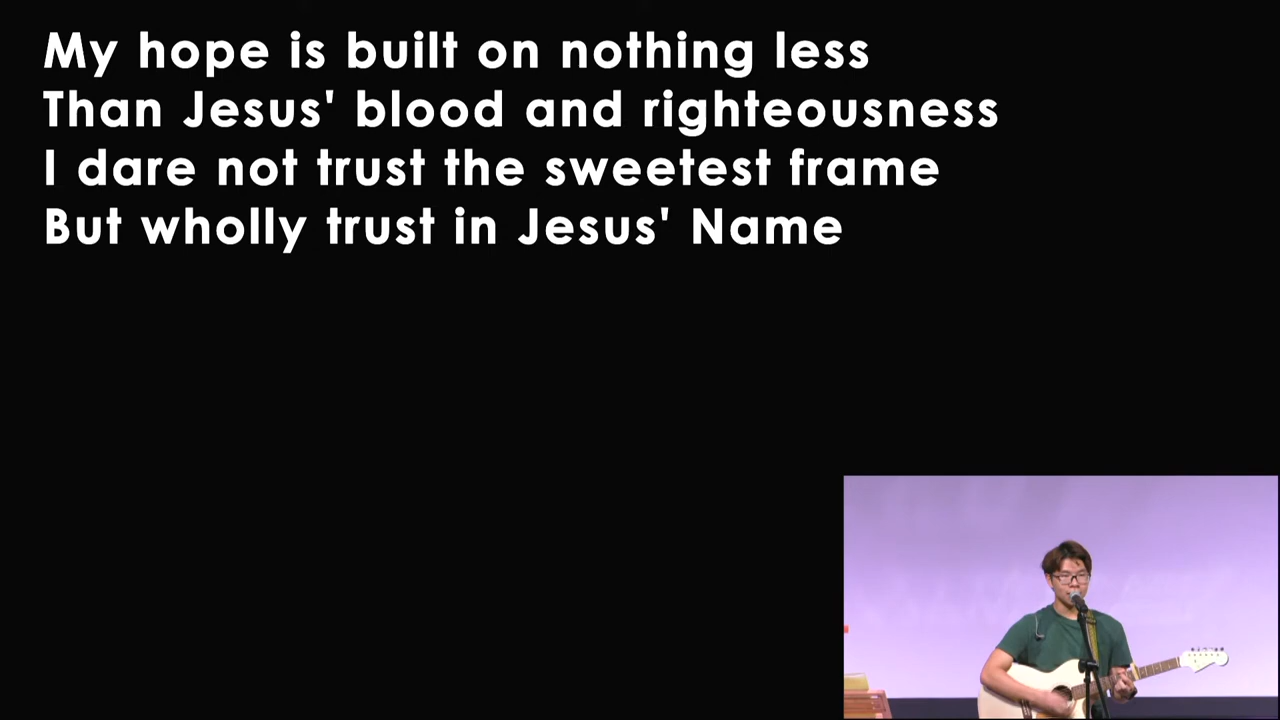 My hope is built on nothing less
Than Jesus' blood and righteousness
I dare not trust the sweetest frame
But wholly trust in Jesus' Name